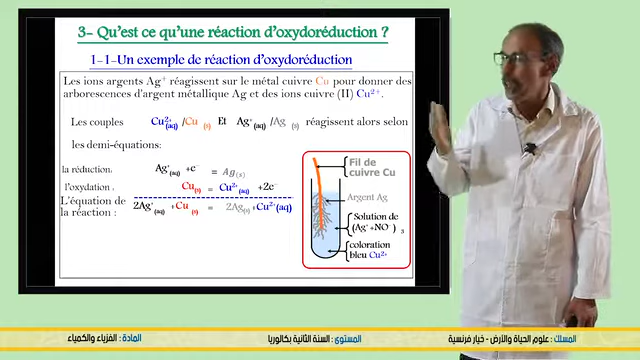 3- Qu'est ce qu'une réaction d'oxydoréduction ?
1-1-Un exemple de réaction d'oxydoréduction
Les ions argents Ag⁺ réagissent sur le métal cuivre Cu pour donner des
arborescences d'argent métallique Ag et des ions cuivre (II) Cu²⁺.
Les couples Cu²⁺(aq) /Cu (s) Et Ag⁺(aq) /Ag (s) réagissent alors selon
les demi-équations:
la réduction, Ag⁺(aq) +e⁻ = Ag(s)
l'oxydation, Cu(s) = Cu²⁺(aq) +2e⁻
L'équation de
la réaction : 2Ag⁺(aq) +Cu (s) = 2Ag(s) +Cu²⁺(aq)
Fil de
cuivre Cu
Argent Ag
Solution de
(Ag⁺ +NO⁻) 3
coloration
bleu Cu²⁺
المسلك : علوم الحياة والأرض - خيار فرنسية
المستوى : السنة الثانية بكالوريا
المادة : الفزياء والكمياء